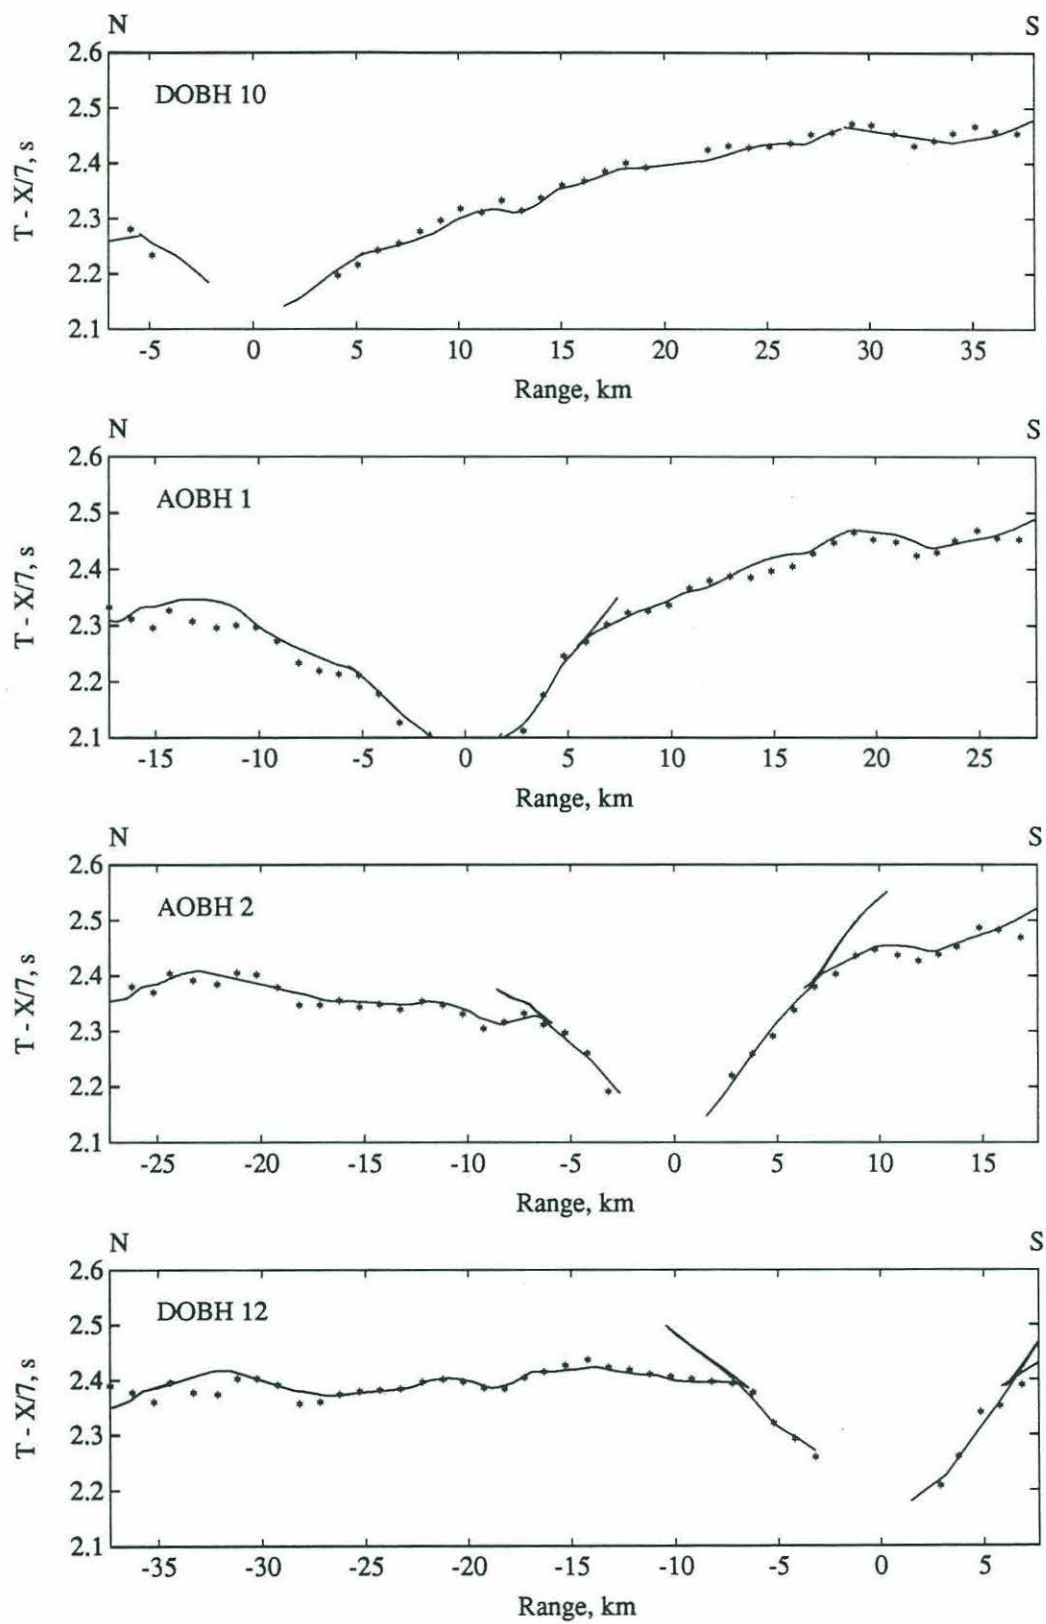 N S
2.6
DOBH 10
2.5
2.4
T - X/7, s
2.3
2.2
2.1
-5 0 5 10 15 20 25 30 35
Range, km
N S
2.6
AOBH 1
2.5
2.4
T - X/7, s
2.3
2.2
2.1
-15 -10 -5 0 5 10 15 20 25
Range, km
N S
2.6
AOBH 2
2.5
2.4
T - X/7, s
2.3
2.2
2.1
-25 -20 -15 -10 -5 0 5 10 15
Range, km
N S
2.6
DOBH 12
2.5
2.4
T - X/7, s
2.3
2.2
2.1
-35 -30 -25 -20 -15 -10 -5 0 5
Range, km